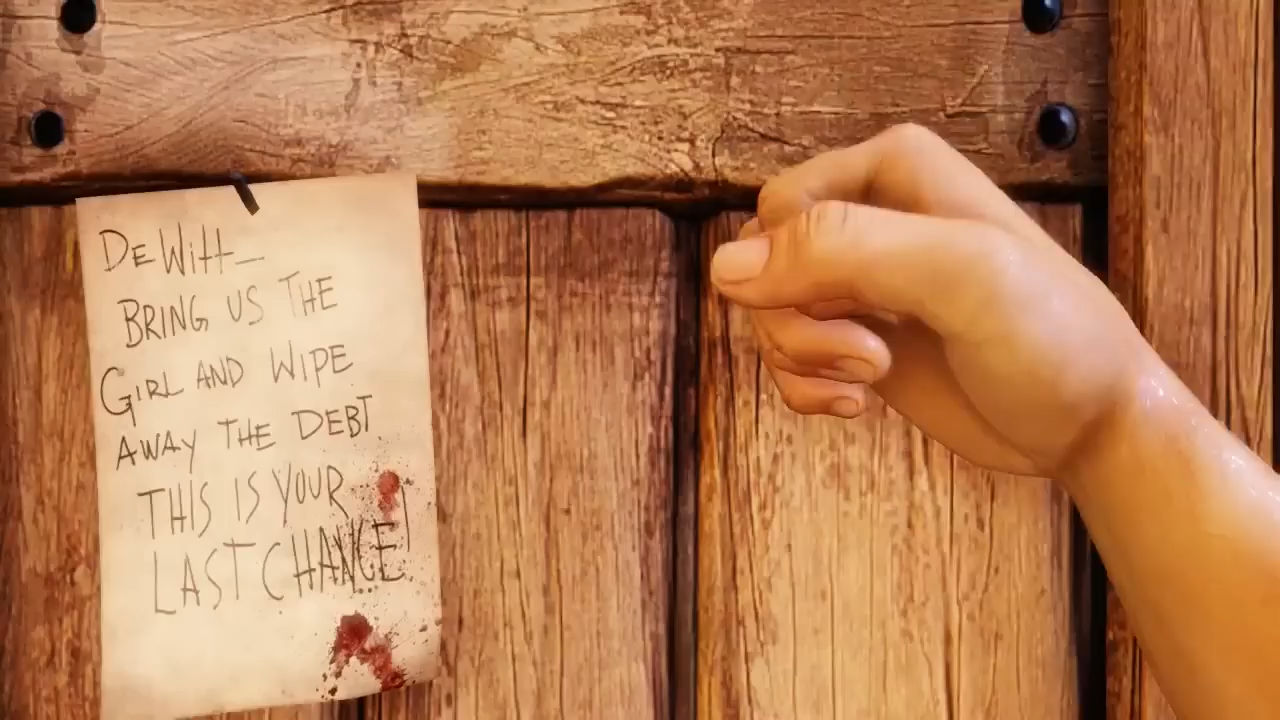 DeWitt—
BRING US THE
GIRL AND WIPE
AWAY THE DEBT
THIS IS YOUR
LAST CHANCE!